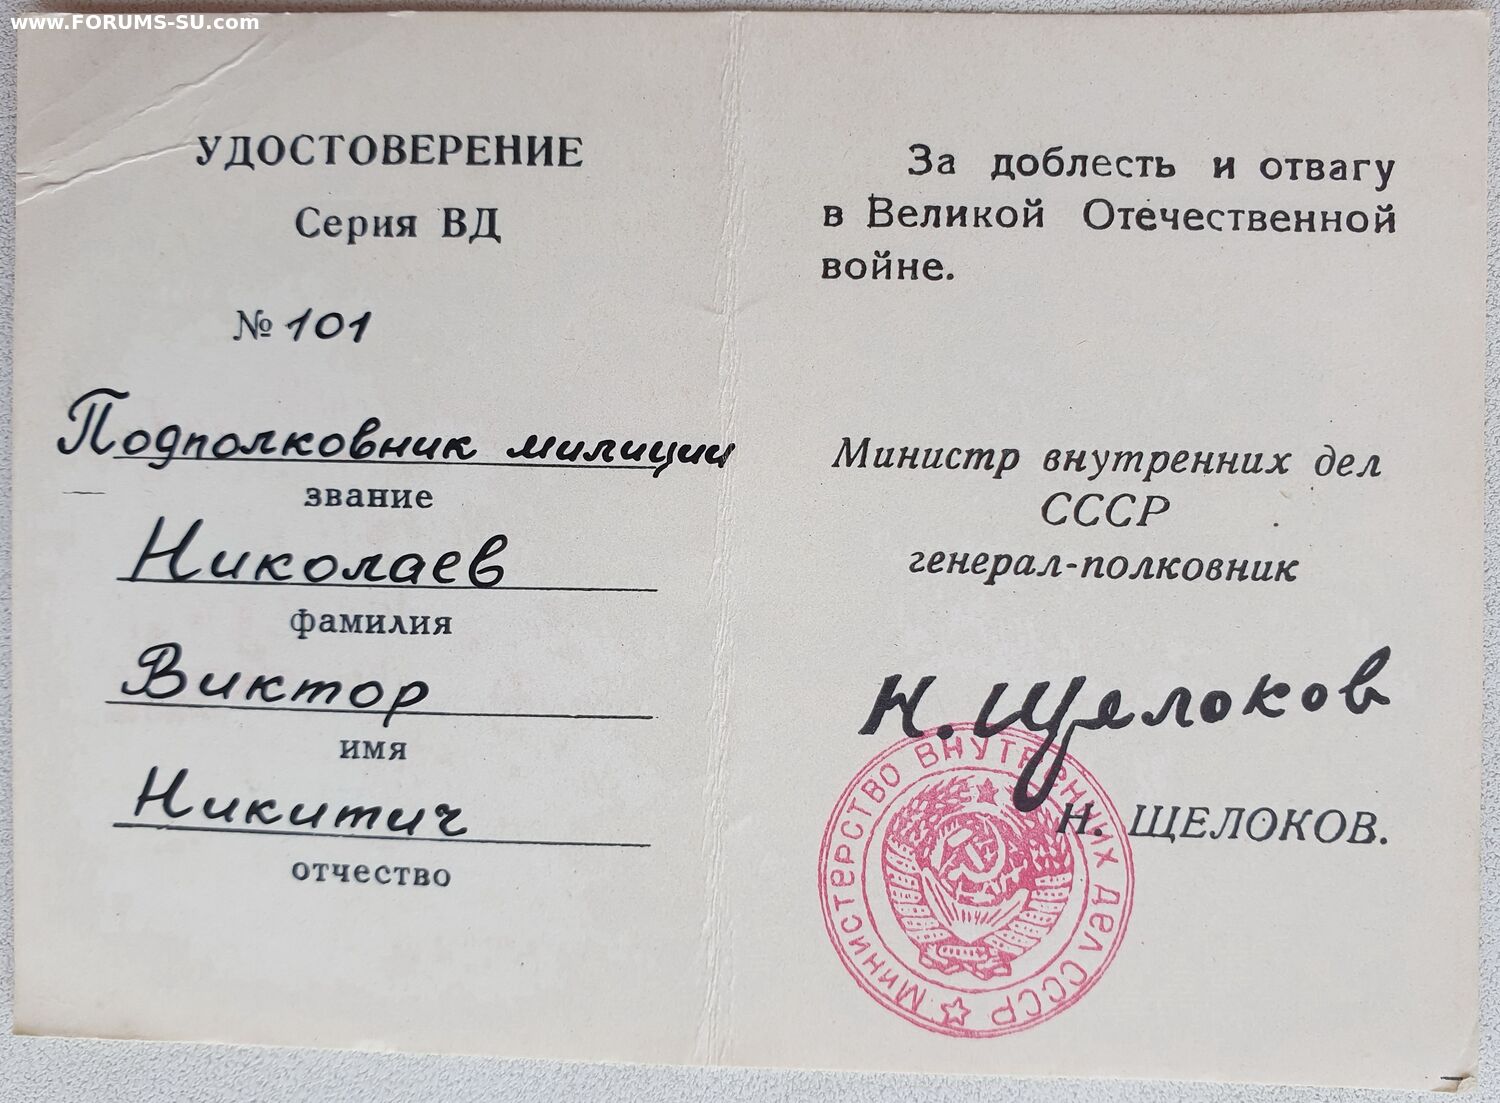 www.FORUMS-SU.com
УДОСТОВЕРЕНИЕ
Серия ВД
№ 101
Подполковник милиции
звание
Николаев
фамилия
Виктор
имя
Никитич
отчество
За доблесть и отвагу
в Великой Отечественной
войне.
Министр внутренних дел
СССР
генерал-полковник
Н. Щелоков
Н. ЩЕЛОКОВ.
МИНИСТЕРСТВО ВНУТРЕННИХ ДЕЛ СССР